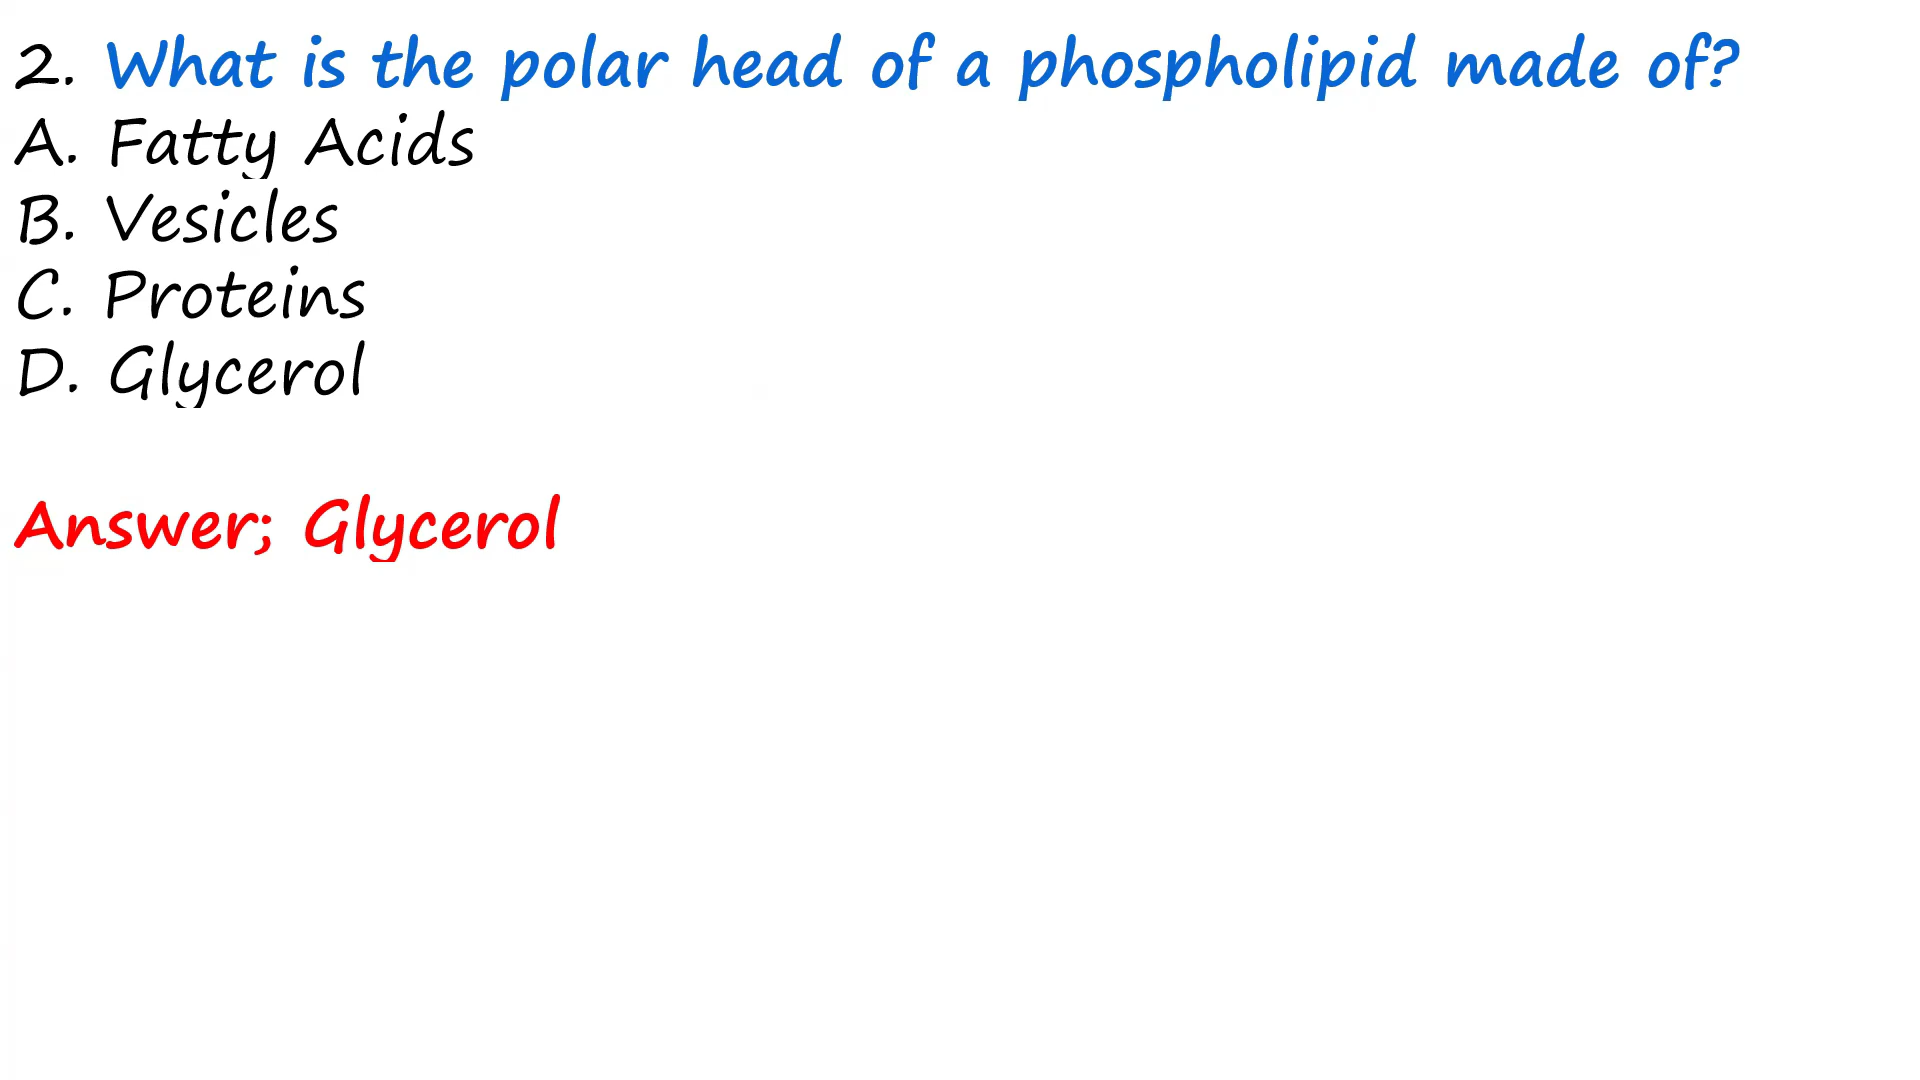 2. What is the polar head of a phospholipid made of?
A. Fatty Acids
B. Vesicles
C. Proteins
D. Glycerol
Answer; Glycerol